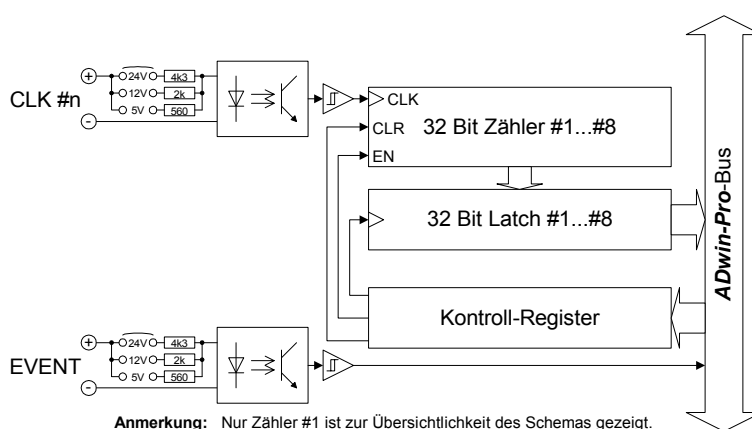 CLK #n
24V 4k3
12V 2k
5V 560
CLK
CLR
EN
32 Bit Zähler #1...#8
32 Bit Latch #1...#8
Kontroll-Register
ADwin-Pro-Bus
EVENT
24V 4k3
12V 2k
5V 560
Anmerkung: Nur Zähler #1 ist zur Übersichtlichkeit des Schemas gezeigt.